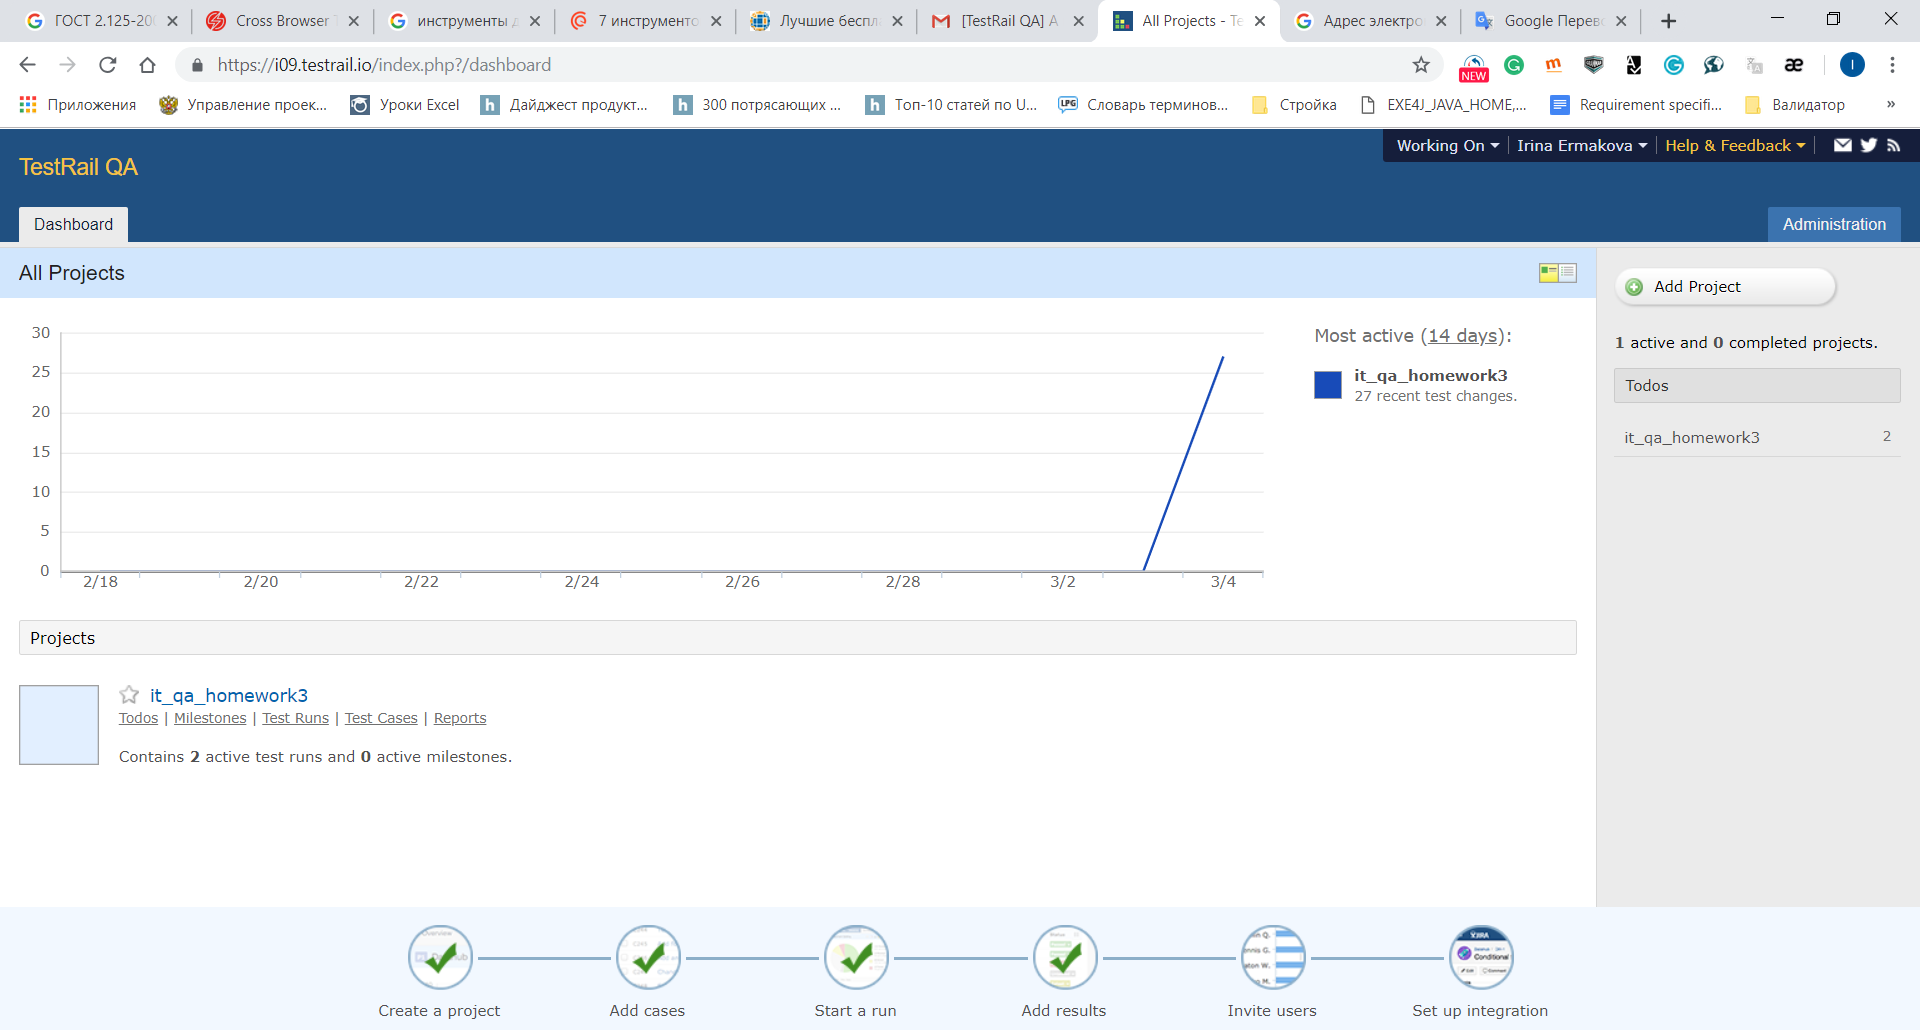 ГОСТ 2.125-20
Cross Browser
инструменты д
7 инструменто
Лучшие беспл
[TestRail QA] A
All Projects - Te
Адрес электро
Google Перев
https://i09.testrail.io/index.php?/dashboard
NEW
I
Приложения
Управление проек...
Уроки Excel
Дайджест продукт...
300 потрясающих ...
Топ-10 статей по U...
Словарь терминов...
Стройка
EXE4J_JAVA_HOME,...
Requirement specifi...
Валидатор
»
Working On
Irina Ermakova
Help & Feedback
TestRail QA
Dashboard
Administration
All Projects
Add Project
1 active and 0 completed projects.
Todos
it_qa_homework3 2
30
25
20
15
10
5
0
2/18 2/20 2/22 2/24 2/26 2/28 3/2 3/4
Most active (14 days):
it_qa_homework3
27 recent test changes.
Projects
it_qa_homework3
Todos | Milestones | Test Runs | Test Cases | Reports
Contains 2 active test runs and 0 active milestones.
Create a project
Add cases
Start a run
Add results
Invite users
Set up integration